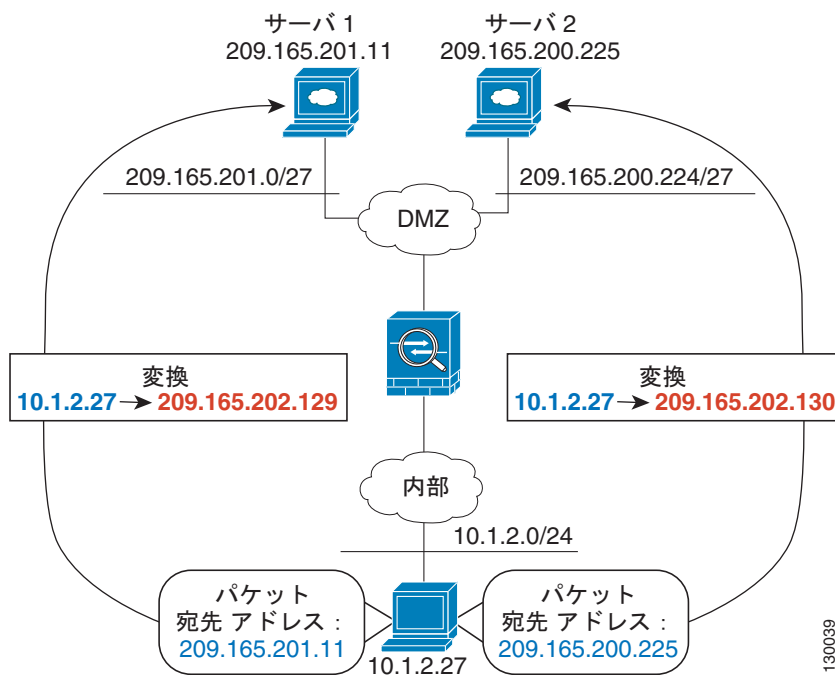 サーバ 1
209.165.201.11
サーバ 2
209.165.200.225
209.165.201.0/27
209.165.200.224/27
DMZ
変換
10.1.2.27 → 209.165.202.129
変換
10.1.2.27 → 209.165.202.130
内部
10.1.2.0/24
パケット
宛先 アドレス：
209.165.201.11
10.1.2.27
パケット
宛先 アドレス：
209.165.200.225
130039